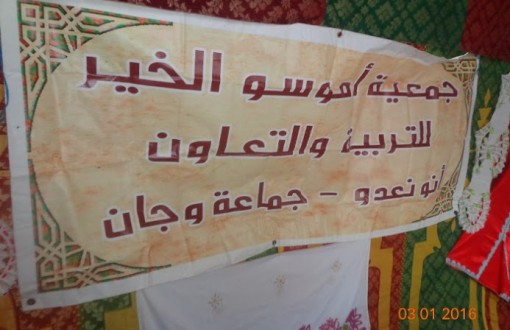 جمعية أموسو الخير
للتربية والتعاون
أنو نعدو - جماعة وجان
03 01 2016